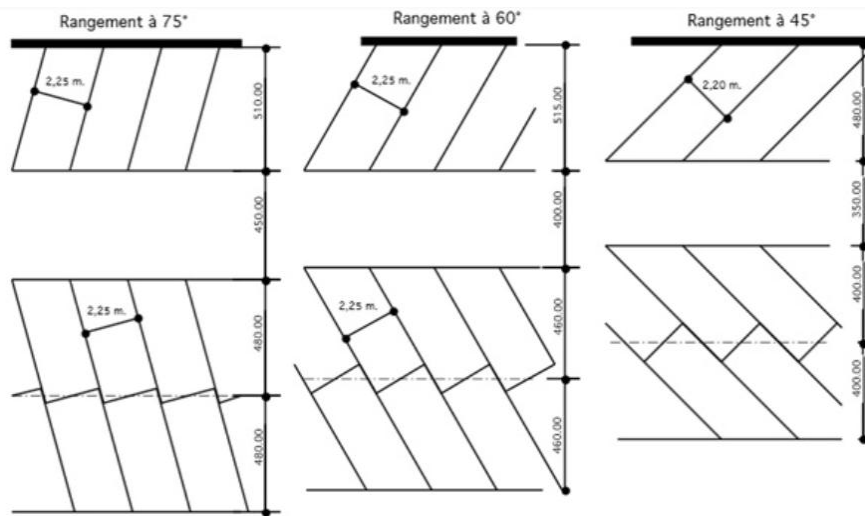 Rangement à 75°
2,25 m.
510.00
450.00
2,25 m.
480.00
480.00
Rangement à 60°
2,25 m.
515.00
400.00
2,25 m.
460.00
460.00
Rangement à 45°
2,20 m.
480.00
350.00
400.00
400.00